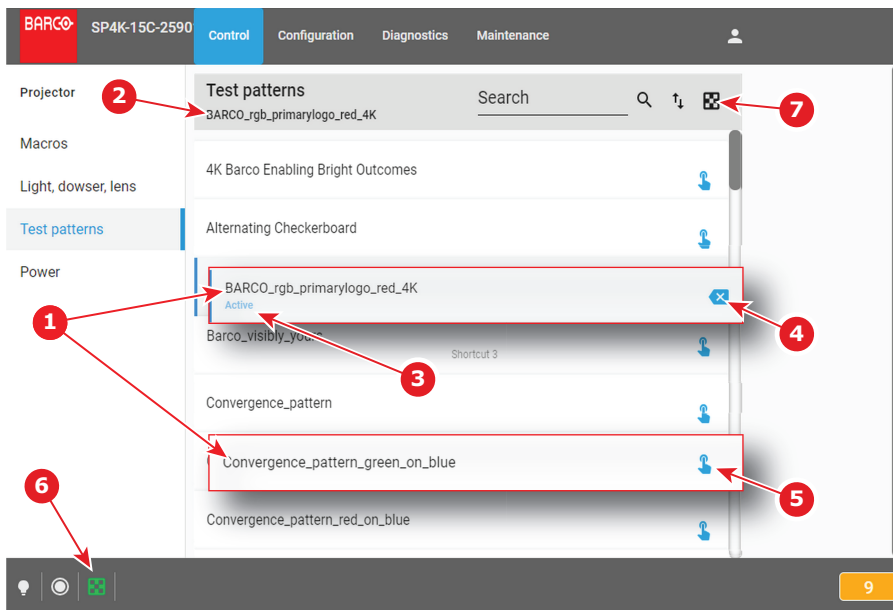 BARCO
SP4K-15C-2590
Control
Configuration
Diagnostics
Maintenance
Projector
Macros
Light, dowser, lens
Test patterns
Power
Test patterns
BARCO_rgb_primarylogo_red_4K
Search
4K Barco Enabling Bright Outcomes
Alternating Checkerboard
BARCO_rgb_primarylogo_red_4K
Active
Barco_visibly_yours
Shortcut 3
Convergence_pattern
Convergence_pattern_green_on_blue
Convergence_pattern_red_on_blue
1
2
3
4
5
6
7
9